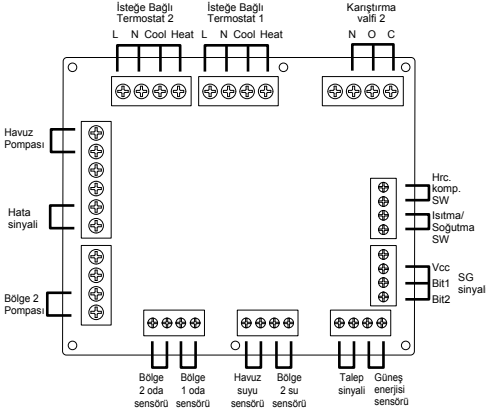 İsteğe Bağlı
Termostat 2
L N Cool Heat
İsteğe Bağlı
Termostat 1
L N Cool Heat
Karıştırma
valfi 2
N O C
Havuz
Pompası
Hata
sinyali
Bölge 2
Pompası
Hrc.
komp.
SW
Isıtma/
Soğutma
SW
Vcc
Bit1
Bit2
SG
sinyal
Bölge
2 oda
sensörü
Bölge
1 oda
sensörü
Havuz
suyu
sensörü
Bölge
2 su
sensörü
Talep
sinyali
Güneş
enerjisi
sensörü